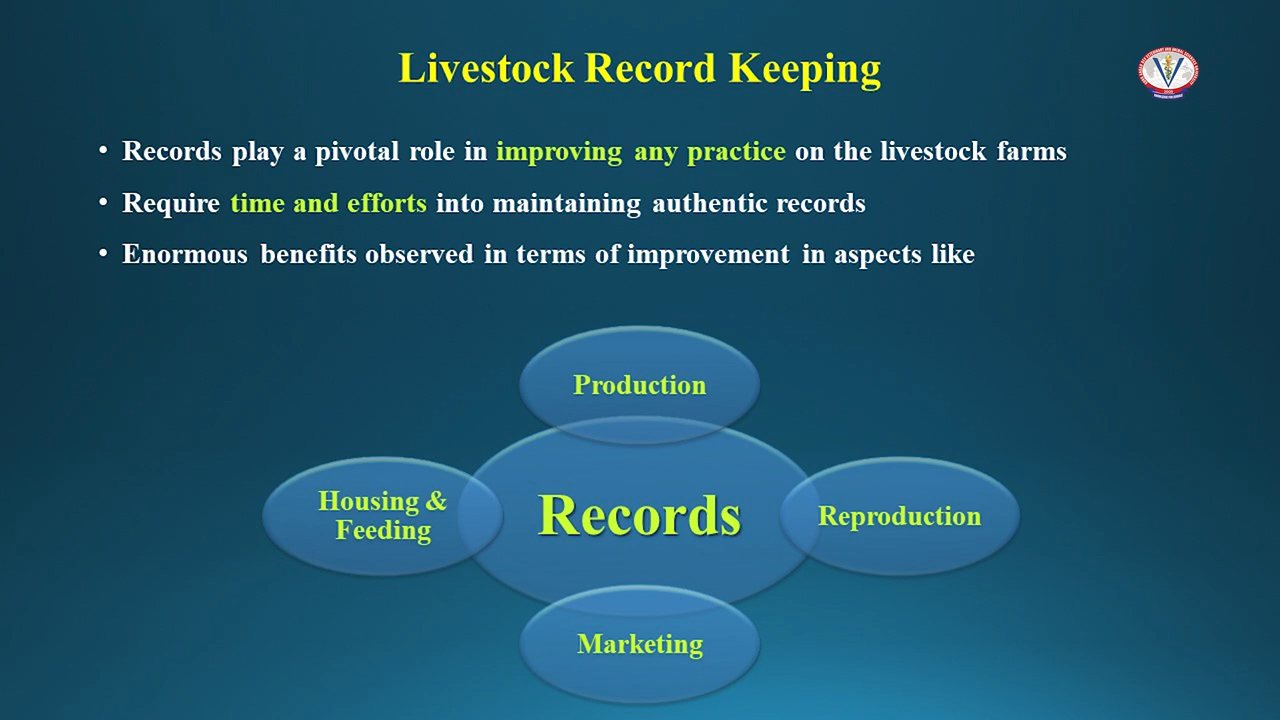 Livestock Record Keeping
• Records play a pivotal role in improving any practice on the livestock farms
• Require time and efforts into maintaining authentic records
• Enormous benefits observed in terms of improvement in aspects like
Production
Housing &
Feeding
Records
Reproduction
Marketing